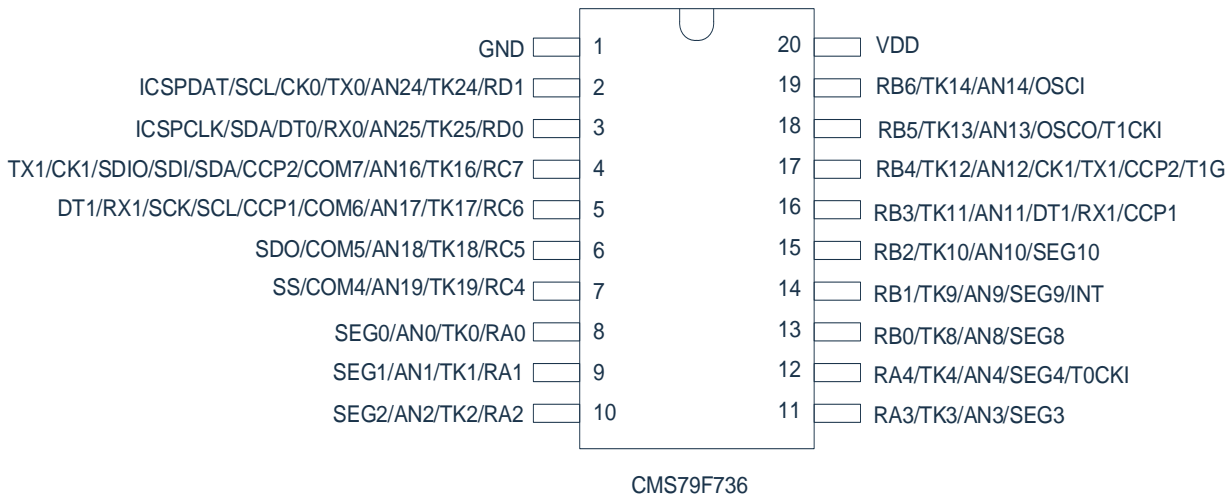 GND 1 20 VDD
ICSPDAT/SCL/CK0/TX0/AN24/TK24/RD1 2 19 RB6/TK14/AN14/OSCI
ICSPCLK/SDA/DT0/RX0/AN25/TK25/RD0 3 18 RB5/TK13/AN13/OSCO/T1CKI
TX1/CK1/SDIO/SDI/SDA/CCP2/COM7/AN16/TK16/RC7 4 17 RB4/TK12/AN12/CK1/TX1/CCP2/T1G
DT1/RX1/SCK/SCL/CCP1/COM6/AN17/TK17/RC6 5 16 RB3/TK11/AN11/DT1/RX1/CCP1
SDO/COM5/AN18/TK18/RC5 6 15 RB2/TK10/AN10/SEG10
SS/COM4/AN19/TK19/RC4 7 14 RB1/TK9/AN9/SEG9/INT
SEG0/AN0/TK0/RA0 8 13 RB0/TK8/AN8/SEG8
SEG1/AN1/TK1/RA1 9 12 RA4/TK4/AN4/SEG4/T0CKI
SEG2/AN2/TK2/RA2 10 11 RA3/TK3/AN3/SEG3
CMS79F736